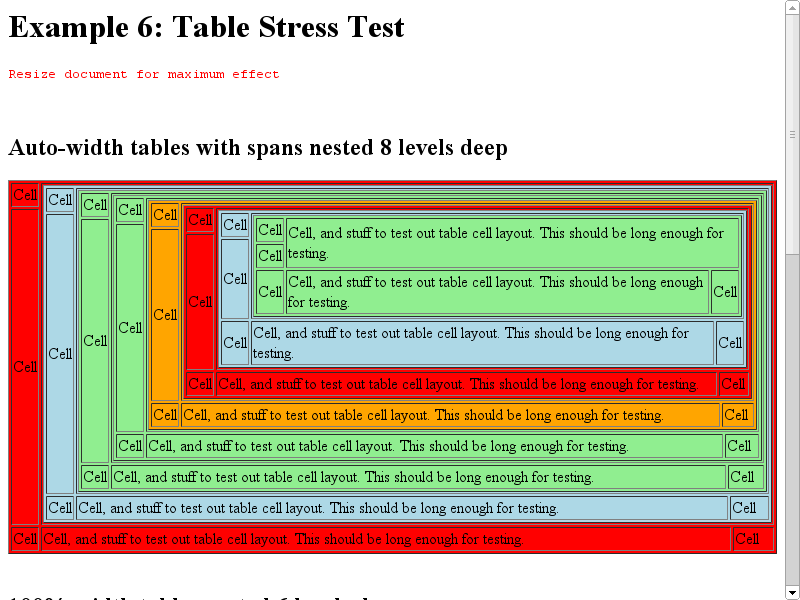 Example 6: Table Stress Test
Resize document for maximum effect
Auto-width tables with spans nested 8 levels deep
Cell
Cell
Cell
Cell
Cell
Cell
Cell
Cell
Cell, and stuff to test out table cell layout. This should be long enough for
testing.
Cell
Cell
Cell, and stuff to test out table cell layout. This should be long enough
for testing.
Cell
Cell
Cell
Cell
Cell
Cell
Cell
Cell
Cell
Cell, and stuff to test out table cell layout. This should be long enough for
testing.
Cell
Cell
Cell, and stuff to test out table cell layout. This should be long enough for testing.
Cell
Cell
Cell, and stuff to test out table cell layout. This should be long enough for testing.
Cell
Cell
Cell, and stuff to test out table cell layout. This should be long enough for testing.
Cell
Cell
Cell, and stuff to test out table cell layout. This should be long enough for testing.
Cell
Cell
Cell, and stuff to test out table cell layout. This should be long enough for testing.
Cell
Cell
Cell, and stuff to test out table cell layout. This should be long enough for testing.
Cell